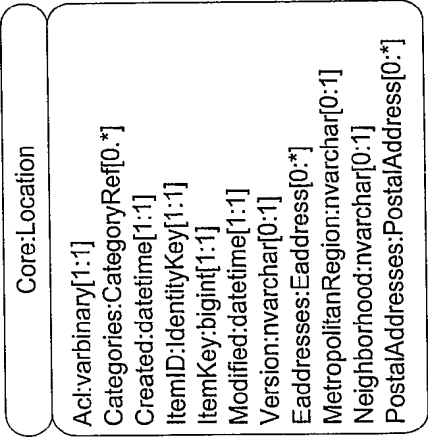 Core:Location
Acl:varbinary[1:1]
Categories:CategoryRef[0.*]
Created:datetime[1:1]
ItemID:IdentityKey[1:1]
ItemKey:bigint[1:1]
Modified:datetime[1:1]
Version:nvarchar[0:1]
Eaddresses:Eaddress[0:*]
MetropolitanRegion:nvarchar[0:1]
Neighborhood:nvarchar[0:1]
PostalAddresses:PostalAddress[0:*]